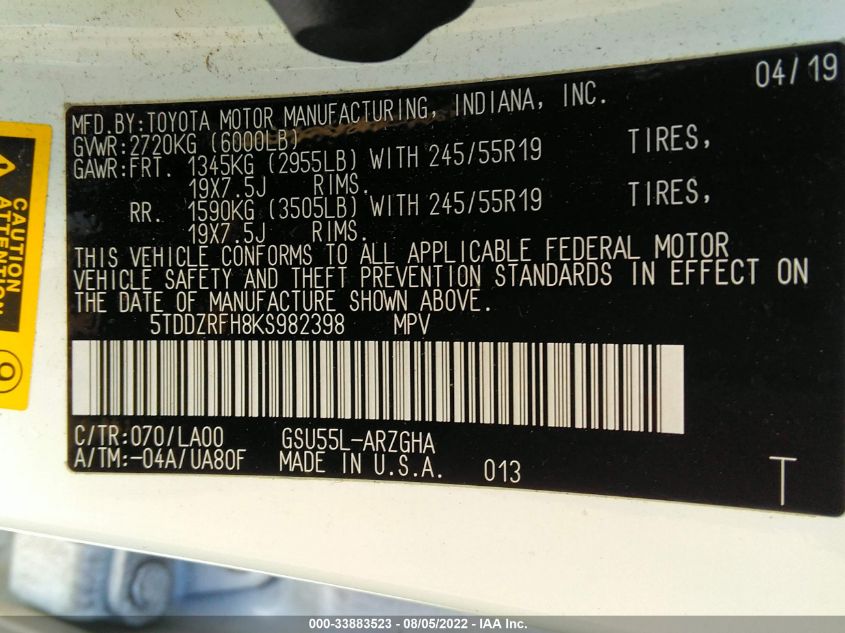 04/19
MFD.BY:TOYOTA MOTOR MANUFACTURING, INDIANA, INC.
GVWR:2720KG (6000LB)
GAWR:FRT. 1345KG (2955LB) WITH 245/55R19 TIRES,
19X7.5J RIMS.
RR. 1590KG (3505LB) WITH 245/55R19 TIRES,
19X7.5J RIMS.
THIS VEHICLE CONFORMS TO ALL APPLICABLE FEDERAL MOTOR
VEHICLE SAFETY AND THEFT PREVENTION STANDARDS IN EFFECT ON
THE DATE OF MANUFACTURE SHOWN ABOVE.
5TDDZRFH8KS982398 MPV
C/TR:070/LA00 GSU55L-ARZGHA
A/TM:-04A/UA80F MADE IN U.S.A. 013
T
CAUTION
ATTENTION
000-33883523 - 08/05/2022 - IAA Inc.